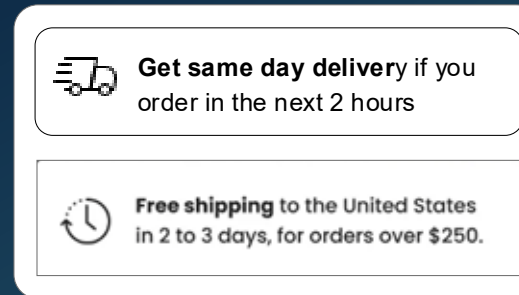 Get same day delivery if you
order in the next 2 hours
Free shipping to the United States
in 2 to 3 days, for orders over $250.